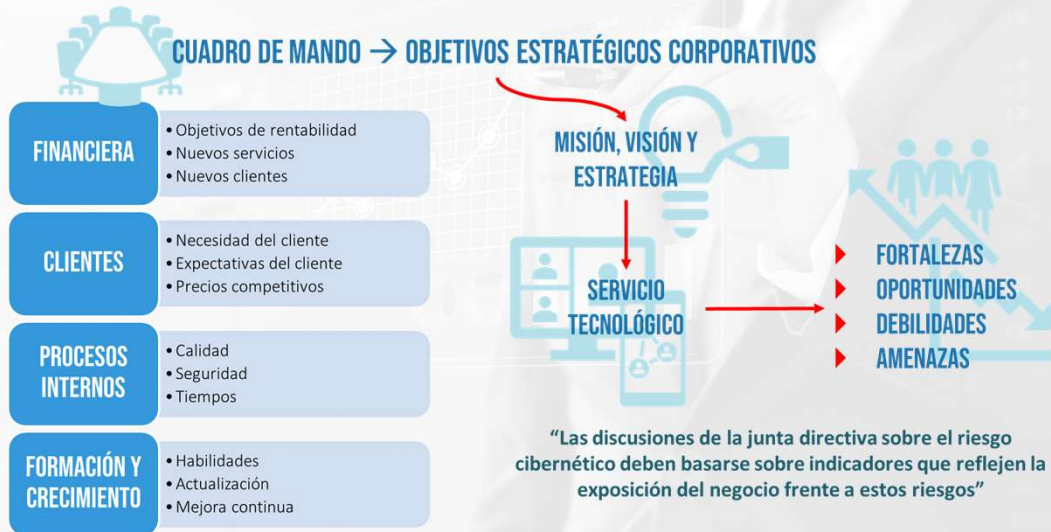 CUADRO DE MANDO → OBJETIVOS ESTRATÉGICOS CORPORATIVOS
FINANCIERA
• Objetivos de rentabilidad
• Nuevos servicios
• Nuevos clientes
CLIENTES
• Necesidad del cliente
• Expectativas del cliente
• Precios competitivos
PROCESOS
INTERNOS
• Calidad
• Seguridad
• Tiempos
FORMACIÓN Y
CRECIMIENTO
• Habilidades
• Actualización
• Mejora continua
MISIÓN, VISIÓN Y
ESTRATEGIA
SERVICIO
TECNOLÓGICO
FORTALEZAS
OPORTUNIDADES
DEBILIDADES
AMENAZAS
“Las discusiones de la junta directiva sobre el riesgo
cibernético deben basarse sobre indicadores que reflejen la
exposición del negocio frente a estos riesgos”